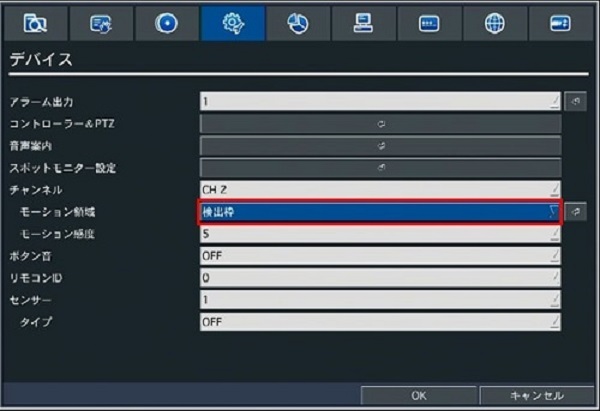 デバイス
アラーム出力 1
コントローラー&PTZ
音声案内
スポットモニター設定
チャンネル CH 2
モーション領域 検出枠
モーション感度 5
ボタン音 OFF
リモコンID 0
センサー 1
タイプ OFF
OK キャンセル